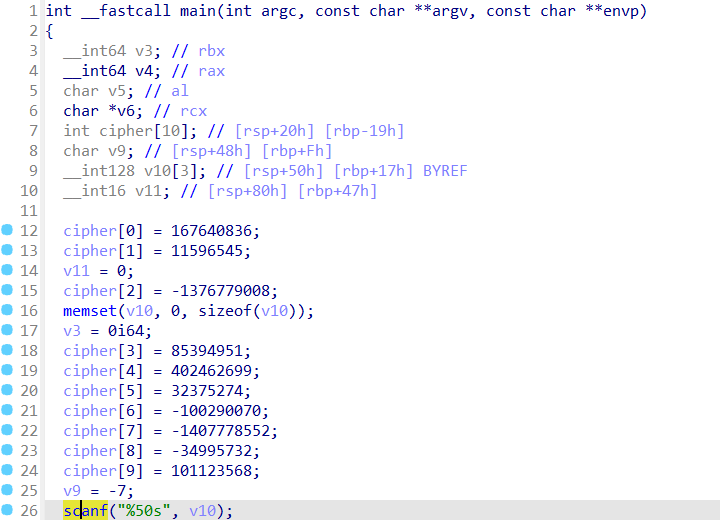 1 int __fastcall main(int argc, const char **argv, const char **envp)
2 {
3   __int64 v3; // rbx
4   __int64 v4; // rax
5   char v5; // al
6   char *v6; // rcx
7   int cipher[10]; // [rsp+20h] [rbp-19h]
8   char v9; // [rsp+48h] [rbp+Fh]
9   __int128 v10[3]; // [rsp+50h] [rbp+17h] BYREF
10   __int16 v11; // [rsp+80h] [rbp+47h]
11
12   cipher[0] = 167640836;
13   cipher[1] = 11596545;
14   v11 = 0;
15   cipher[2] = -1376779008;
16   memset(v10, 0, sizeof(v10));
17   v3 = 0i64;
18   cipher[3] = 85394951;
19   cipher[4] = 402462699;
20   cipher[5] = 32375274;
21   cipher[6] = -100290070;
22   cipher[7] = -1407778552;
23   cipher[8] = -34995732;
24   cipher[9] = 101123568;
25   v9 = -7;
26   scanf("%50s", v10);